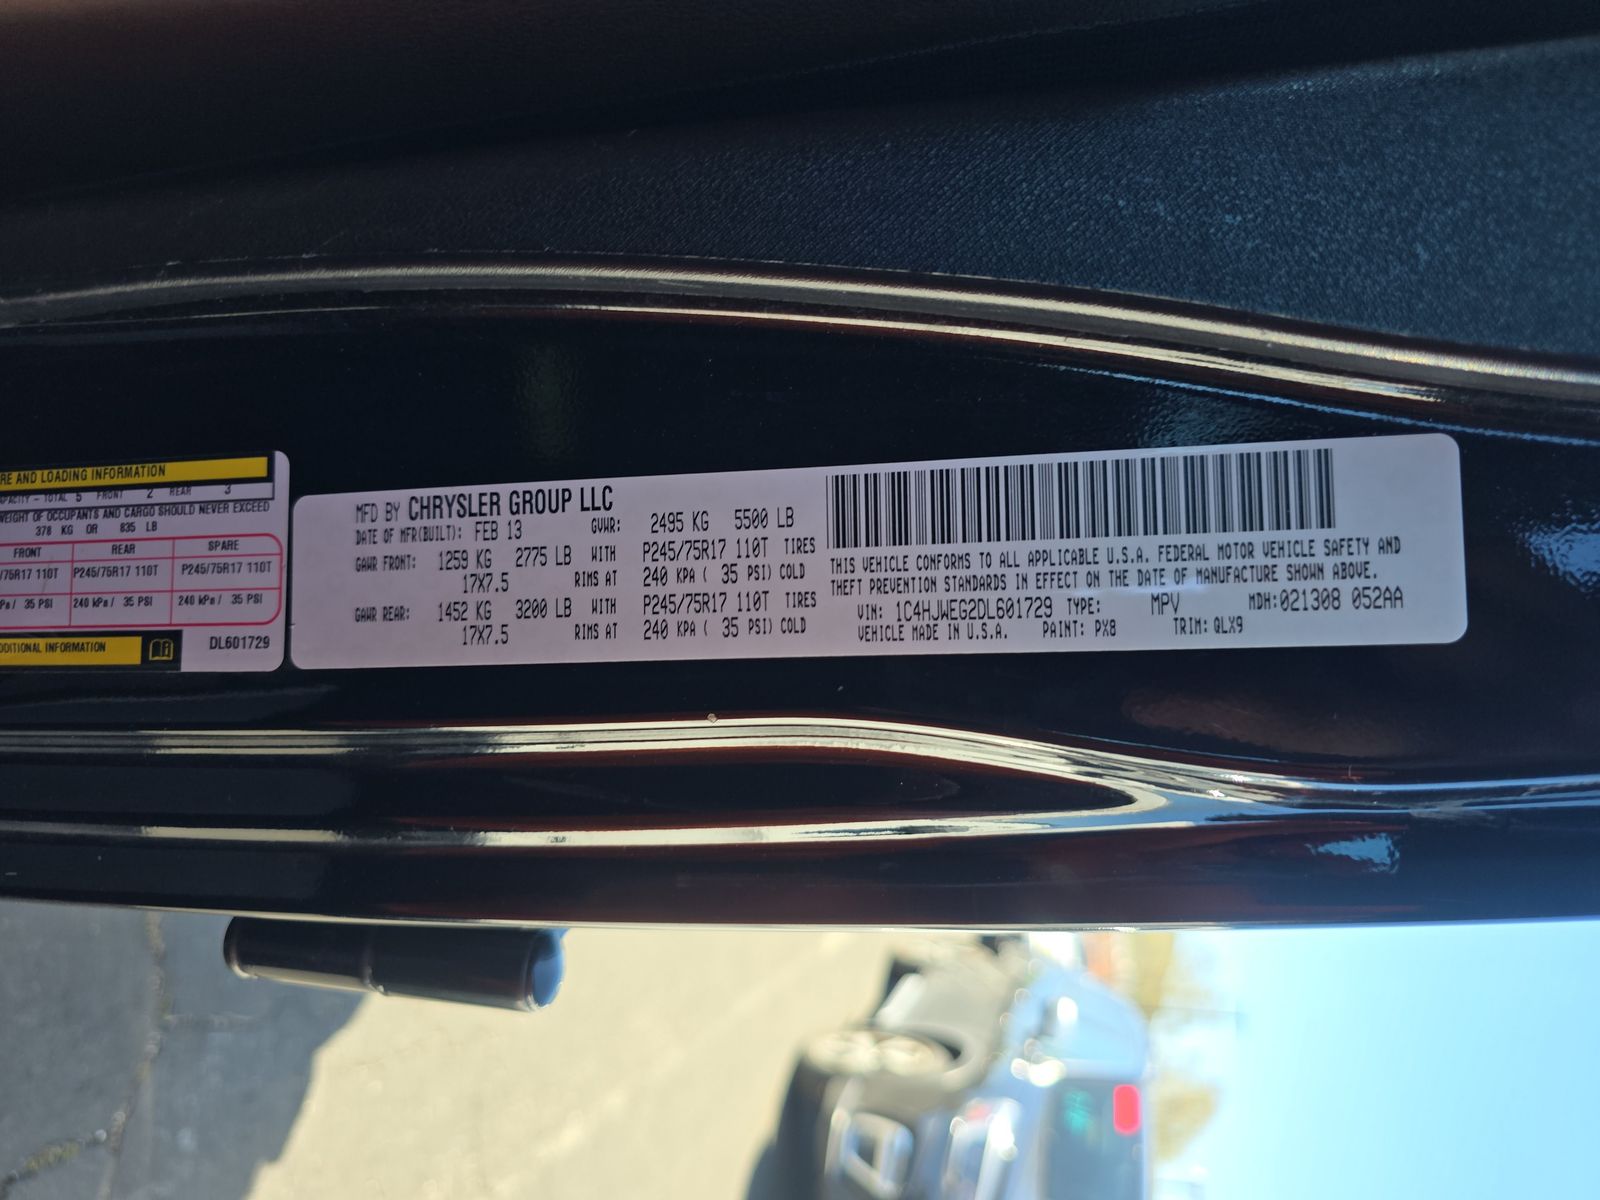 RE AND LOADING INFORMATION
APACITY - TOTAL 5 FRONT 2 REAR 3
WEIGHT OF OCCUPANTS AND CARGO SHOULD NEVER EXCEED
378 KG OR 835 LB
FRONT REAR SPARE
/75R17 110T P245/75R17 110T P245/75R17 110T
kPa / 35 PSI 240 kPa / 35 PSI 240 kPa / 35 PSI
DDITIONAL INFORMATION
DL601729
MFD BY CHRYSLER GROUP LLC
DATE OF MFR(BUILT): FEB 13 GVWR: 2495 KG 5500 LB
GAWR FRONT: 1259 KG 2775 LB WITH P245/75R17 110T TIRES
17X7.5 RIMS AT 240 KPA ( 35 PSI) COLD
GAWR REAR: 1452 KG 3200 LB WITH P245/75R17 110T TIRES
17X7.5 RIMS AT 240 KPA ( 35 PSI) COLD
THIS VEHICLE CONFORMS TO ALL APPLICABLE U.S.A. FEDERAL MOTOR VEHICLE SAFETY AND
THEFT PREVENTION STANDARDS IN EFFECT ON THE DATE OF MANUFACTURE SHOWN ABOVE.
VIN: 1C4HJWEG2DL601729 TYPE: MPV MDH:021308 052AA
VEHICLE MADE IN U.S.A. PAINT: PX8 TRIM: QLX9